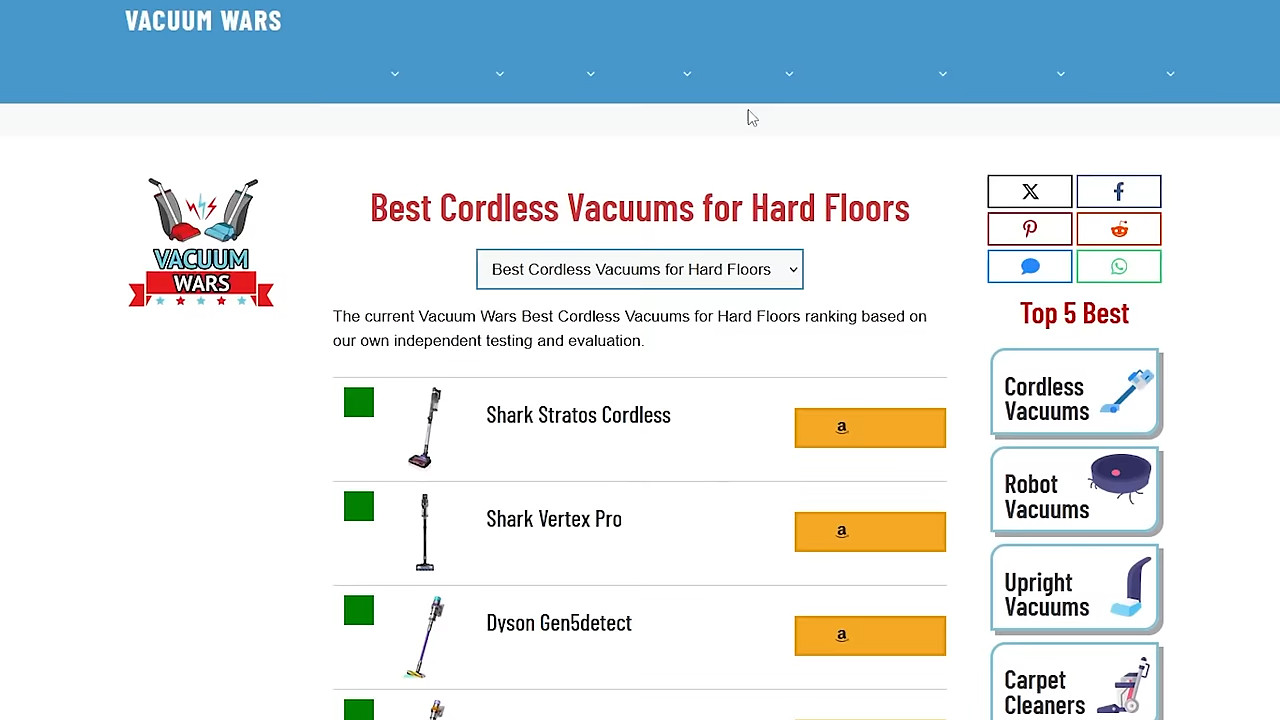 VACUUM WARS
VACUUM
WARS
Best Cordless Vacuums for Hard Floors
Best Cordless Vacuums for Hard Floors
The current Vacuum Wars Best Cordless Vacuums for Hard Floors ranking based on
our own independent testing and evaluation.
Shark Stratos Cordless
a
Shark Vertex Pro
a
Dyson Gen5detect
a
Top 5 Best
Cordless
Vacuums
Robot
Vacuums
Upright
Vacuums
Carpet
Cleaners